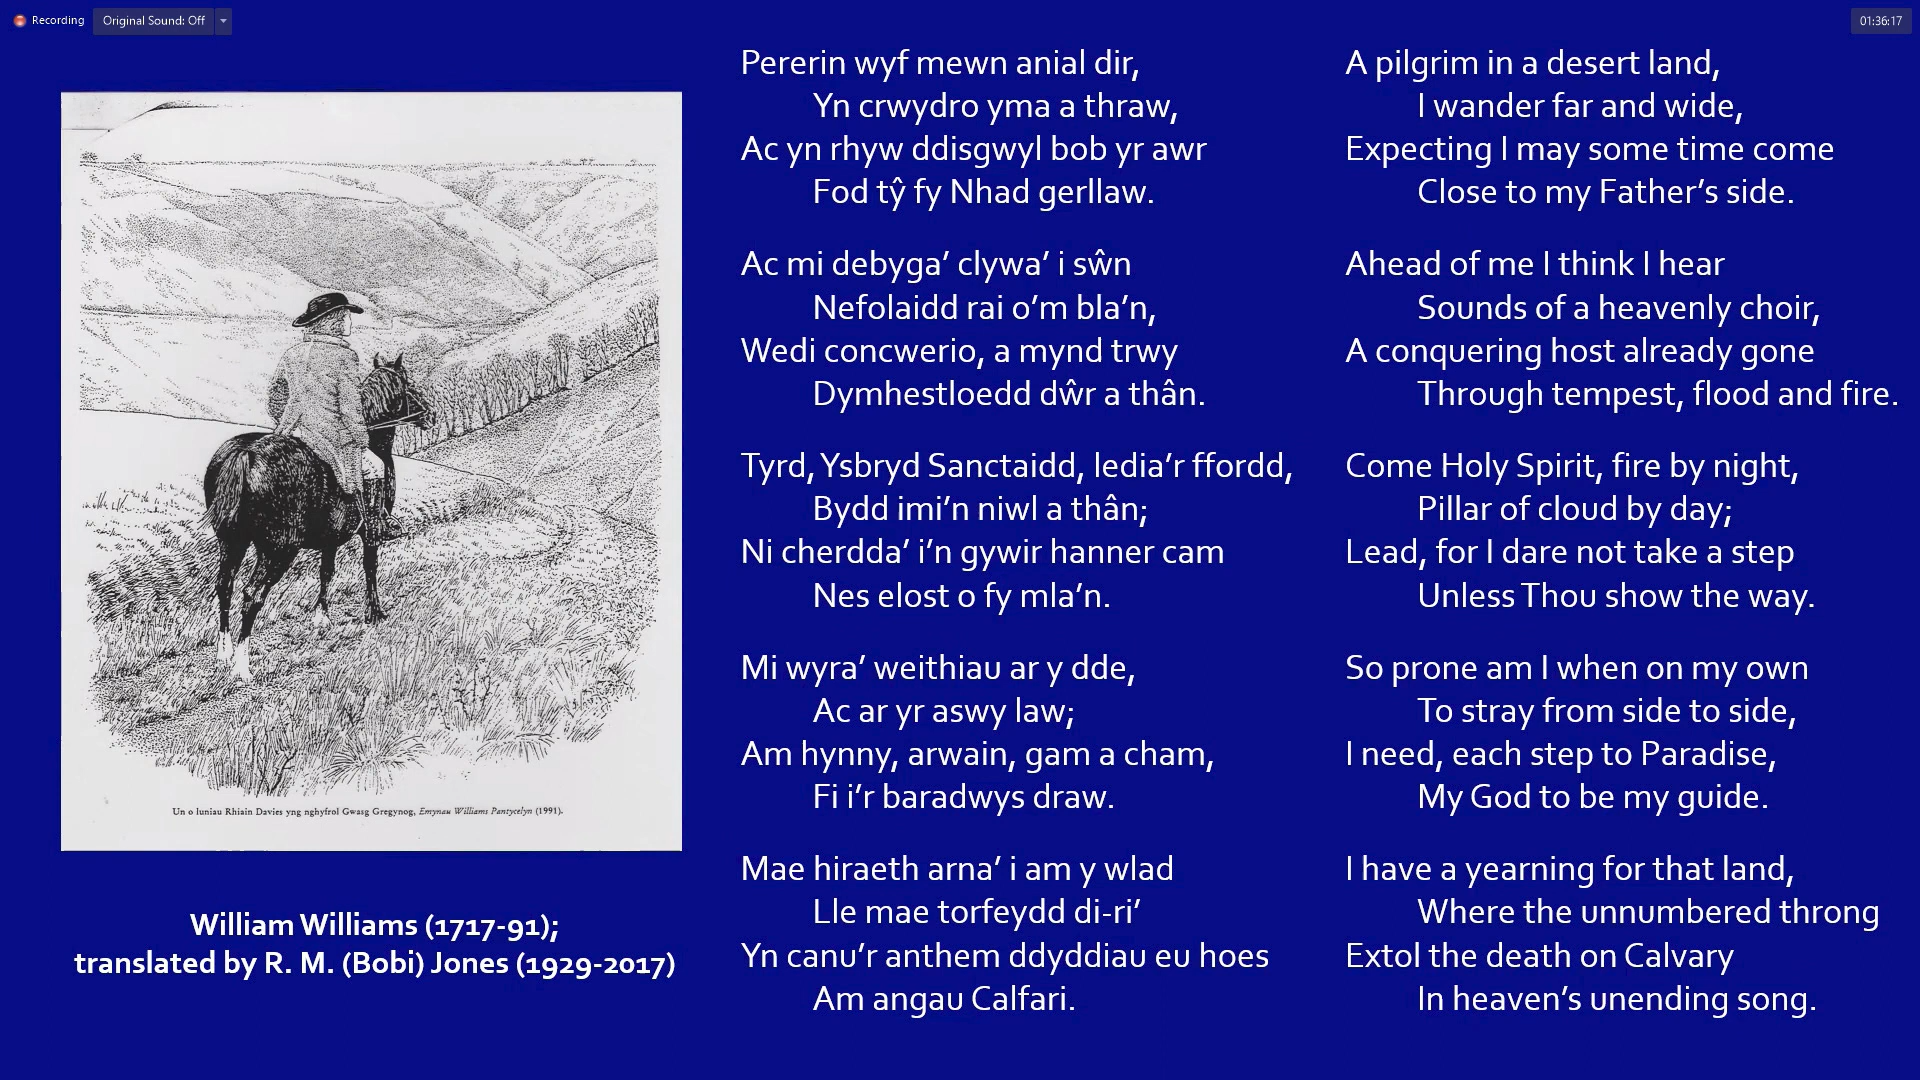 Recording
Original Sound: Off
01:36:17
Un o luniau Rhiain Davies yng nghyfrol Gwasg Gregynog, Emynau Williams Pantycelyn (1991).
William Williams (1717-91);
translated by R. M. (Bobi) Jones (1929-2017)
Pererin wyf mewn anial dir,
Yn crwydro yma a thraw,
Ac yn rhyw ddisgwyl bob yr awr
Fod tŷ fy Nhad gerllaw.
Ac mi debyga’ clywa’ i sŵn
Nefolaidd rai o’m bla’n,
Wedi concwerio, a mynd trwy
Dymhestloedd dŵr a thân.
Tyrd, Ysbryd Sanctaidd, ledia’r ffordd,
Bydd imi’n niwl a thân;
Ni cherdda’ i’n gywir hanner cam
Nes elost o fy mla’n.
Mi wyra’ weithiau ar y dde,
Ac ar yr aswy law;
Am hynny, arwain, gam a cham,
Fi i’r baradwys draw.
Mae hiraeth arna’ i am y wlad
Lle mae torfeydd di-ri’
Yn canu’r anthem ddyddiau eu hoes
Am angau Calfari.
A pilgrim in a desert land,
I wander far and wide,
Expecting I may some time come
Close to my Father’s side.
Ahead of me I think I hear
Sounds of a heavenly choir,
A conquering host already gone
Through tempest, flood and fire.
Come Holy Spirit, fire by night,
Pillar of cloud by day;
Lead, for I dare not take a step
Unless Thou show the way.
So prone am I when on my own
To stray from side to side,
I need, each step to Paradise,
My God to be my guide.
I have a yearning for that land,
Where the unnumbered throng
Extol the death on Calvary
In heaven’s unending song.